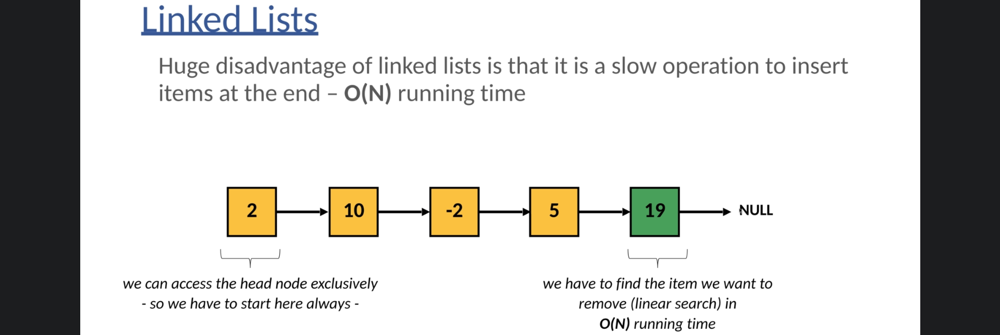 Linked Lists
Huge disadvantage of linked lists is that it is a slow operation to insert
items at the end – O(N) running time
2 10 -2 5 19 NULL
we can access the head node exclusively
- so we have to start here always -
we have to find the item we want to
remove (linear search) in
O(N) running time